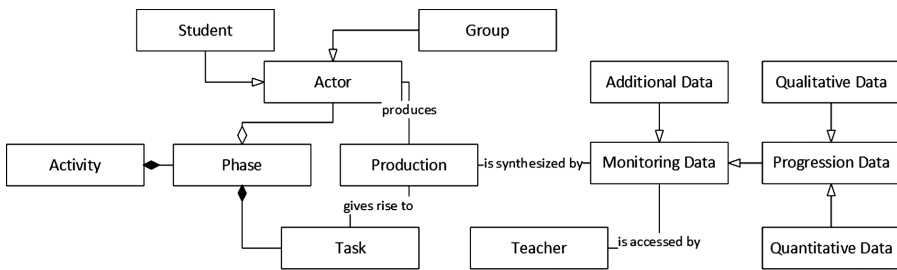 Student
Group
Actor
Additional Data
Qualitative Data
produces
Activity
Phase
Production
is synthesized by
Monitoring Data
Progression Data
gives rise to
Task
Teacher
is accessed by
Quantitative Data